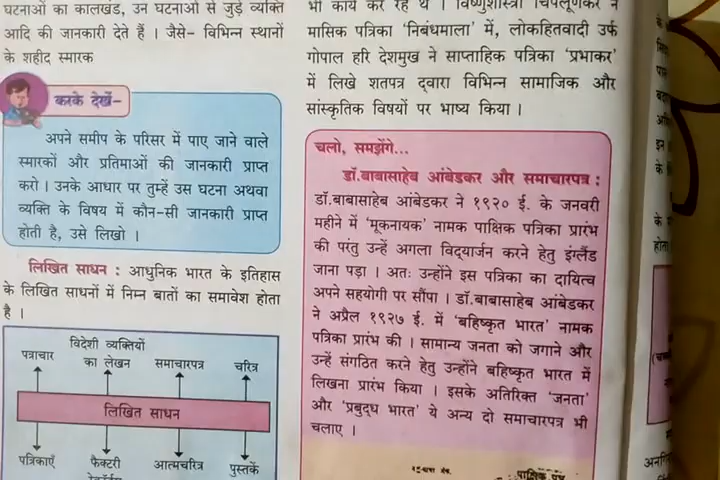 घटनाओं का कालखंड, उन घटनाओं से जुड़े व्यक्ति
आदि की जानकारी देते हैं । जैसे- विभिन्न स्थानों
के शहीद स्मारक
करके देखें-
अपने समीप के परिसर में पाए जाने वाले
स्मारकों और प्रतिमाओं की जानकारी प्राप्त
करो । उनके आधार पर तुम्हें उस घटना अथवा
व्यक्ति के विषय में कौन-सी जानकारी प्राप्त
होती है, उसे लिखो ।
लिखित साधन : आधुनिक भारत के इतिहास
के लिखित साधनों में निम्न बातों का समावेश होता
है ।
पत्राचार
विदेशी व्यक्तियों
का लेखन
समाचारपत्र
चरित्र
लिखित साधन
पत्रिकाएँ
फैक्टरी
आत्मचरित्र
पुस्तकें
भी कार्य कर रहे थे । विष्णुशास्त्री चिपलूणकर ने
मासिक पत्रिका ‘निबंधमाला’ में, लोकहितवादी उर्फ
गोपाल हरि देशमुख ने साप्ताहिक पत्रिका ‘प्रभाकर’
में लिखे शतपत्र द्‌वारा विभिन्न सामाजिक और
सांस्कृतिक विषयों पर भाष्य किया ।
चलो, समझेंगे...
डॉ.बाबासाहेब आंबेडकर और समाचारपत्र :
डॉ.बाबासाहेब आंबेडकर ने १९२० ई. के जनवरी
महीने में ‘मूकनायक’ नामक पाक्षिक पत्रिका प्रारंभ
की परंतु उन्हें अगला विद्‌यार्जन करने हेतु इंग्लैंड
जाना पड़ा । अतः उन्होंने इस पत्रिका का दायित्व
अपने सहयोगी पर सौंपा । डॉ.बाबासाहेब आंबेडकर
ने अप्रैल १९२७ ई. में ‘बहिष्कृत भारत’ नामक
पत्रिका प्रारंभ की । सामान्य जनता को जगाने और
उन्हें संगठित करने हेतु उन्होंने बहिष्कृत भारत में
लिखना प्रारंभ किया । इसके अतिरिक्त ‘जनता’
और ‘प्रबुद्ध भारत’ ये अन्य दो समाचारपत्र भी
चलाए ।